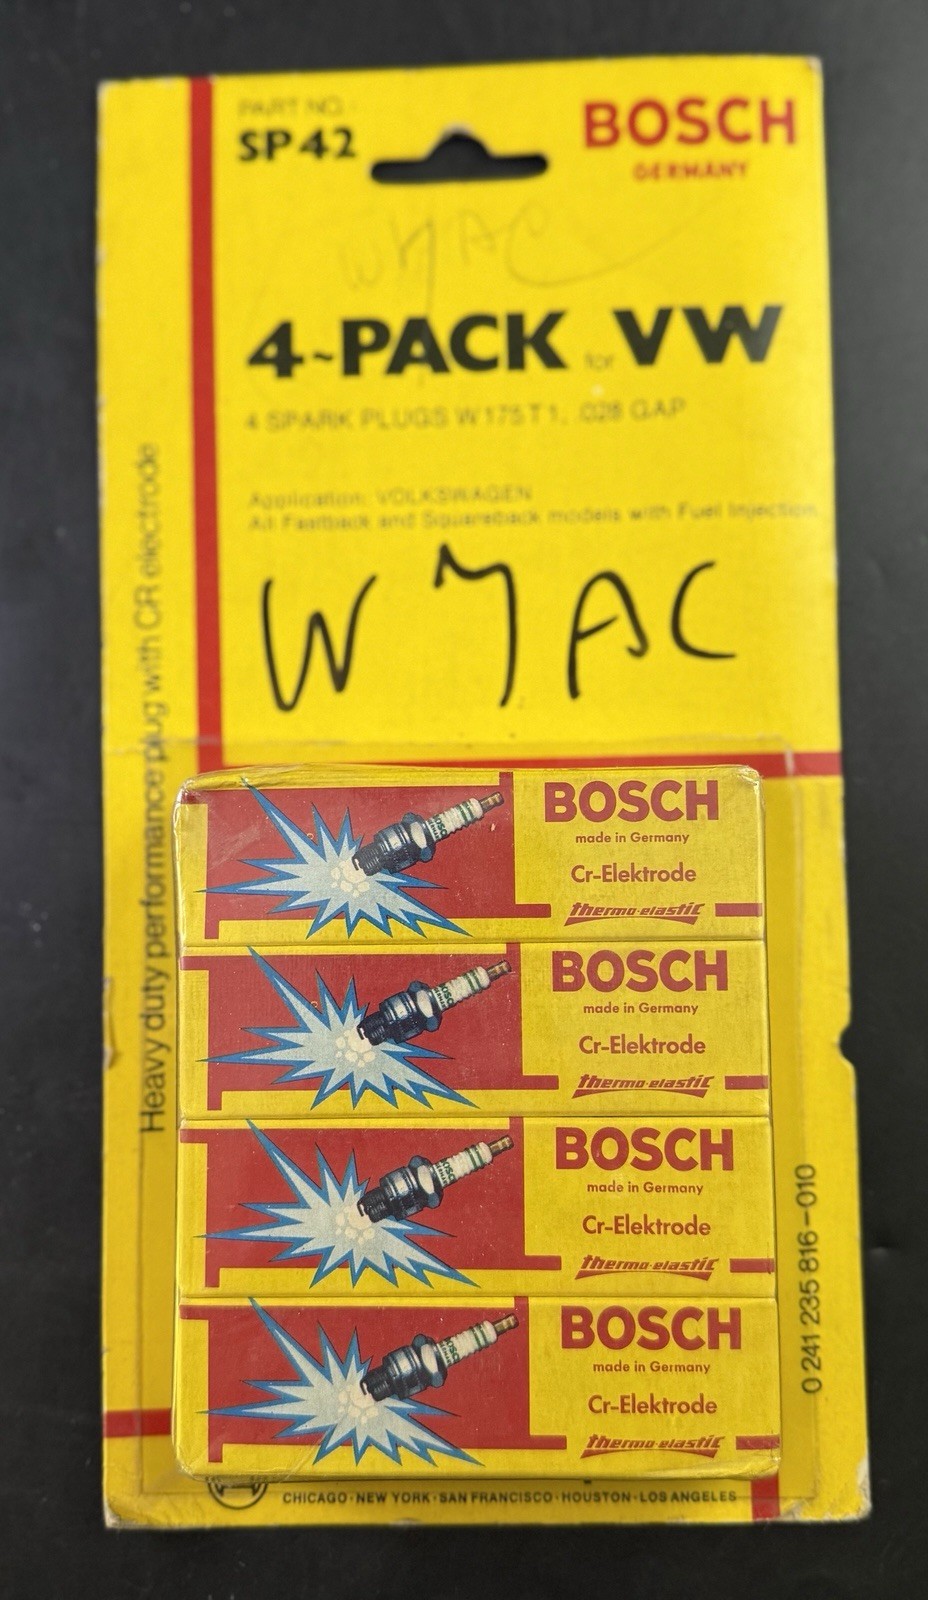 PART NO.:
SP 42
BOSCH
GERMANY
W7AC
4-PACK for VW
4 SPARK PLUGS W 175 T 1, .028 GAP
Application: VOLKSWAGEN
All Fastback and Squareback models with Fuel Injection
W7AC
Heavy duty performance plug with CR electrode
BOSCH
made in Germany
Cr-Elektrode
thermo-elastic
BOSCH
made in Germany
Cr-Elektrode
thermo-elastic
BOSCH
made in Germany
Cr-Elektrode
thermo-elastic
BOSCH
made in Germany
Cr-Elektrode
thermo-elastic
0 241 235 816-010
CHICAGO · NEW YORK · SAN FRANCISCO · HOUSTON · LOS ANGELES